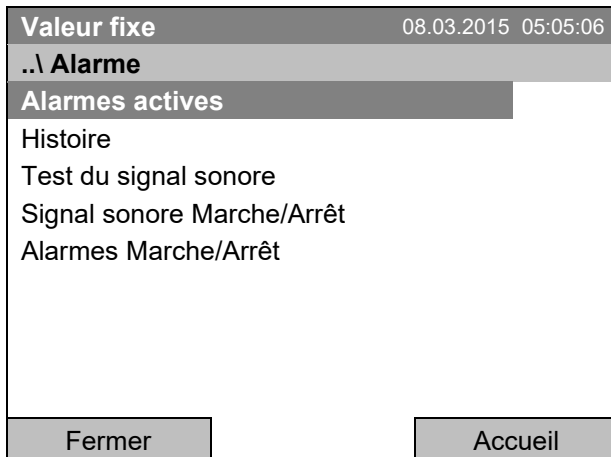 Valeur fixe 08.03.2015 05:05:06
..\ Alarme
Alarmes actives
Histoire
Test du signal sonore
Signal sonore Marche/Arrêt
Alarmes Marche/Arrêt
Fermer Accueil